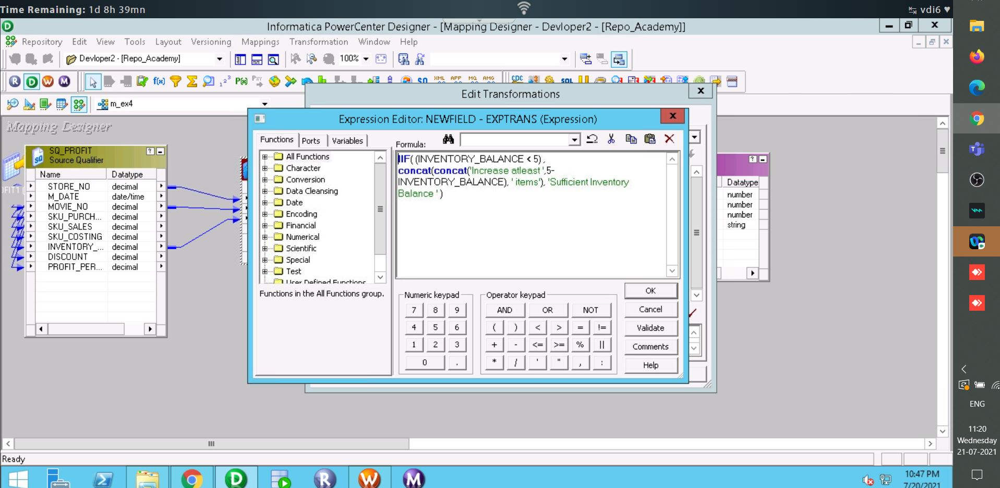 Time Remaining: 1d 8h 39mn
vdi6 ♥
Informatica PowerCenter Designer - [Mapping Designer - Devloper2 - [Repo_Academy]]
Repository Edit View Tools Layout Versioning Mappings Transformation Window Help
Devloper2 - [Repo_Academy]
100%
XML APP MQ AMG
CDC
SQL
m_ex4
Edit Transformations
Mapping Designer
SQ_PROFIT
Source Qualifier
Name Datatype
STORE_NO decimal
M_DATE date/time
MOVIE_NO decimal
SKU_PURCH... decimal
SKU_SALES decimal
SKU_COSTING decimal
INVENTORY_... decimal
DISCOUNT decimal
PROFIT_PER... decimal
Expression Editor: NEWFIELD - EXPTRANS (Expression)
Functions Ports Variables
All Functions
Character
Conversion
Data Cleansing
Date
Encoding
Financial
Numerical
Scientific
Special
Test
User Defined Functions
Functions in the All Functions group.
Formula:
IIF( (INVENTORY_BALANCE < 5) ,
concat(concat('Increase atleast ',5-
INVENTORY_BALANCE), ' items'), 'Sufficient Inventory
Balance ' )
Numeric keypad
7 8 9
4 5 6
1 2 3
0 .
Operator keypad
AND OR NOT
( ) < > = !=
+ - <= >= % ||
* / ' " , :
OK
Cancel
Validate
Comments
Help
Datatype
number
number
number
string
Ready
10:47 PM
7/20/2021
ENG
11:20
Wednesday
21-07-2021